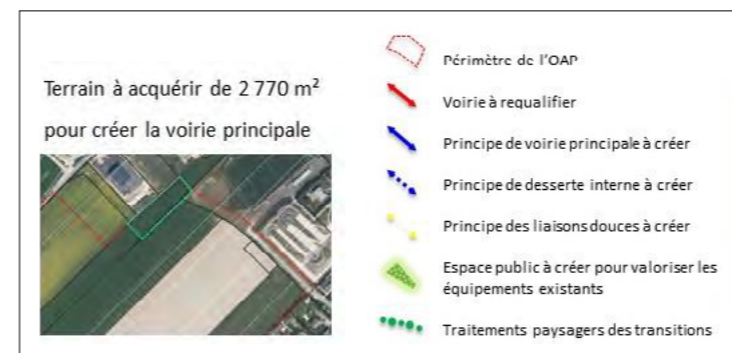 Terrain à acquérir de 2 770 m²
pour créer la voirie principale
Périmètre de l'OAP
Voirie à requalifier
Principe de voirie principale à créer
Principe de desserte interne à créer
Principe des liaisons douces à créer
Espace public à créer pour valoriser les
équipements existants
Traitements paysagers des transitions